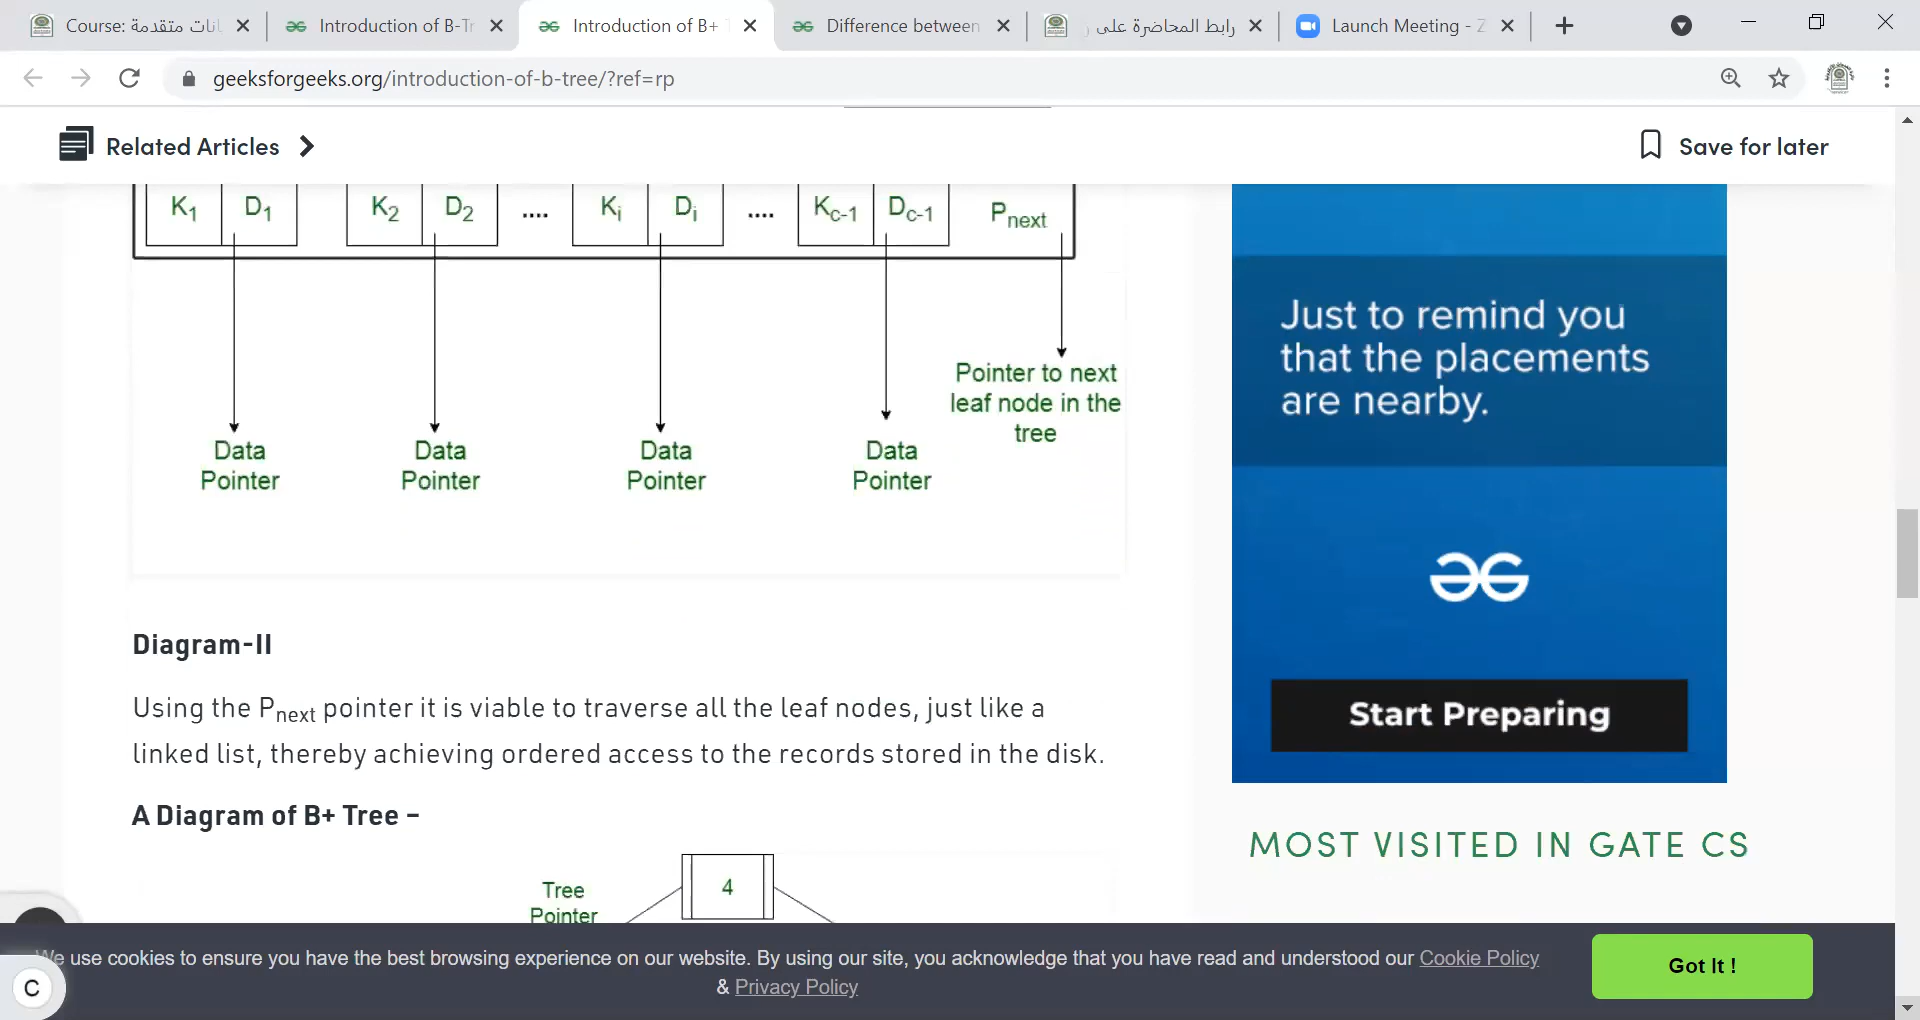 Course: قواعد بيانات متقدمة
Introduction of B-Tr
Introduction of B+ T
Difference between
رابط المحاضرة على ز
Launch Meeting - Z
geeksforgeeks.org/introduction-of-b-tree/?ref=rp
Related Articles
Save for later
K1 D1 K2 D2 .... Ki Di .... Kc-1 Dc-1 Pnext
Pointer to next
leaf node in the
tree
Data
Pointer
Data
Pointer
Data
Pointer
Data
Pointer
Diagram-II
Using the Pnext pointer it is viable to traverse all the leaf nodes, just like a
linked list, thereby achieving ordered access to the records stored in the disk.
A Diagram of B+ Tree –
Tree
Pointer
4
Just to remind you
that the placements
are nearby.
Start Preparing
MOST VISITED IN GATE CS
We use cookies to ensure you have the best browsing experience on our website. By using our site, you acknowledge that you have read and understood our Cookie Policy
& Privacy Policy
Got It !
C